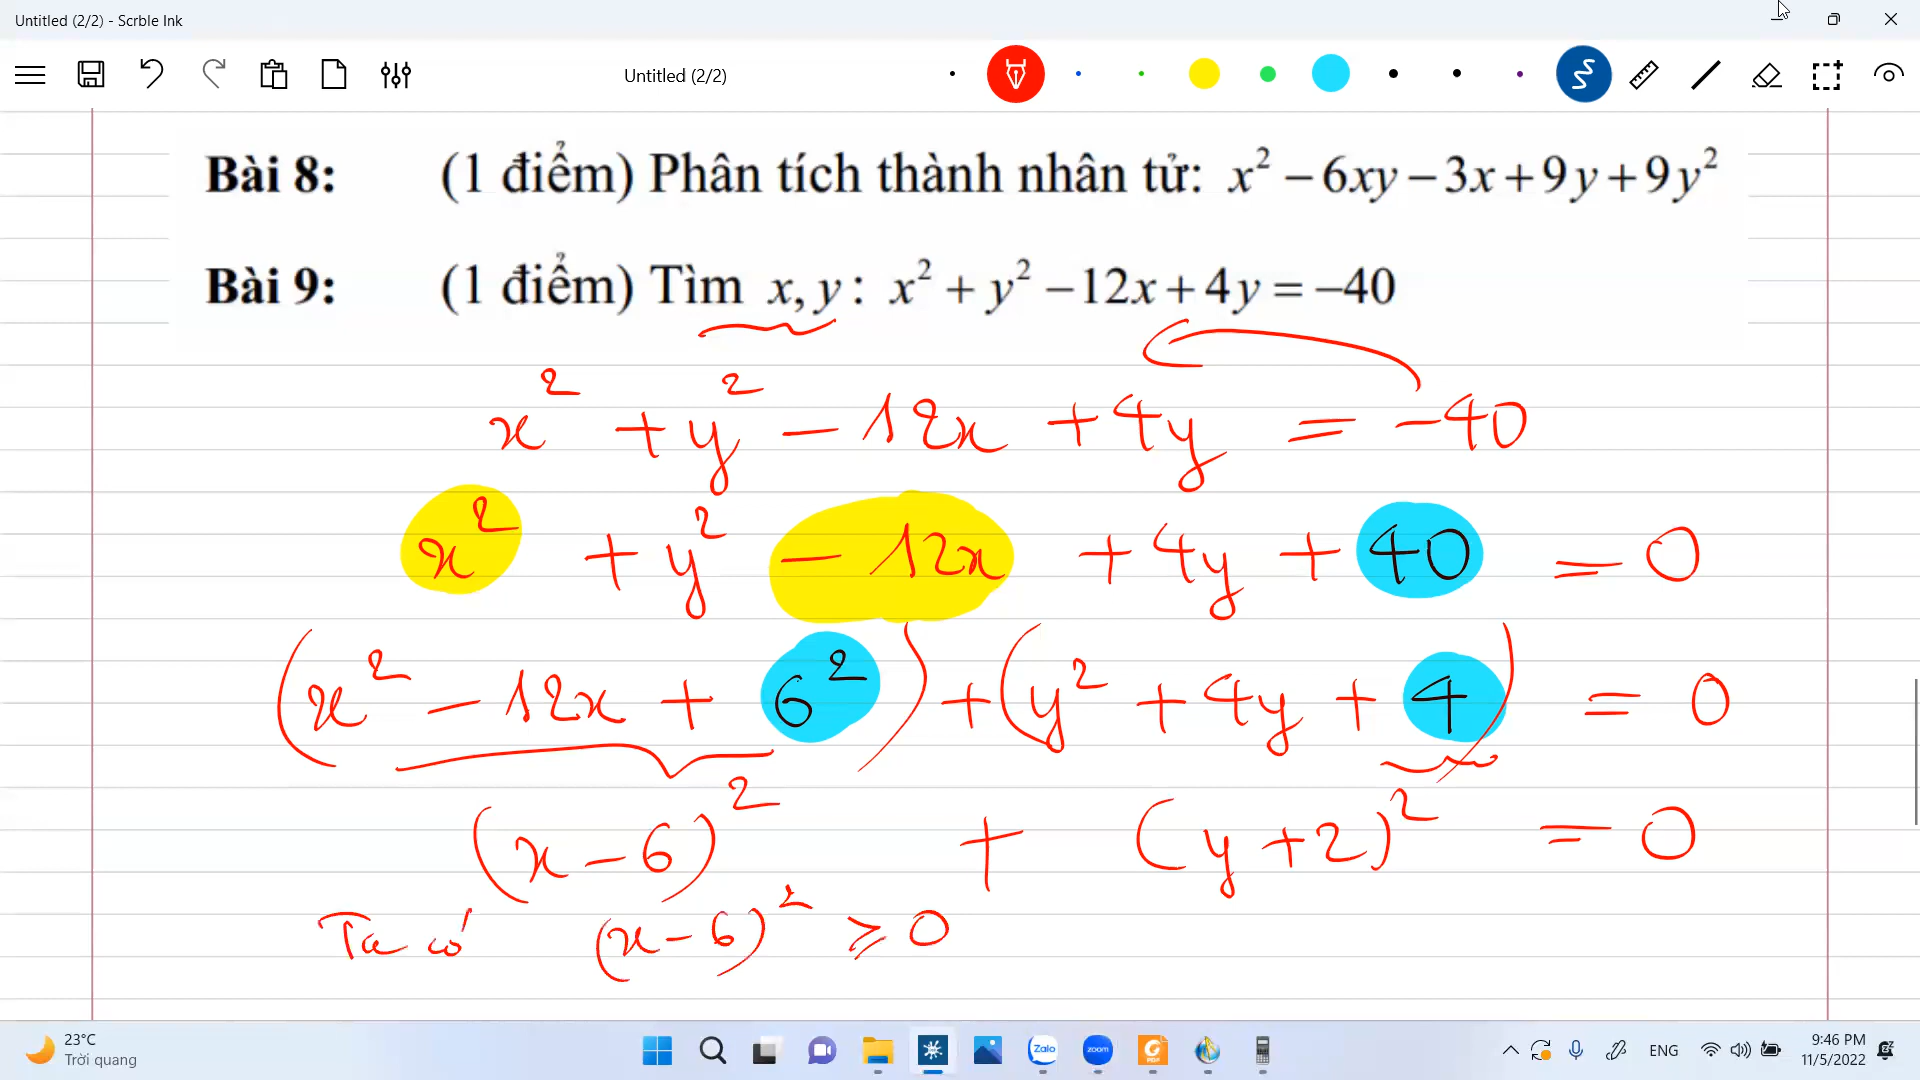 Untitled (2/2) - Scrble Ink
Untitled (2/2)
Bài 8: (1 điểm) Phân tích thành nhân tử: x² − 6xy − 3x + 9y + 9y²
Bài 9: (1 điểm) Tìm x, y : x² + y² − 12x + 4y = −40
x² + y² − 12x + 4y = −40
x² + y² − 12x + 4y + 40 = 0
(x² − 12x + 6²) + (y² + 4y + 4) = 0
(x − 6)² + (y + 2)² = 0
Ta có (x − 6)² ≥ 0
23°C
Trời quang
Zalo
zoom
PDF
ENG
9:46 PM
11/5/2022